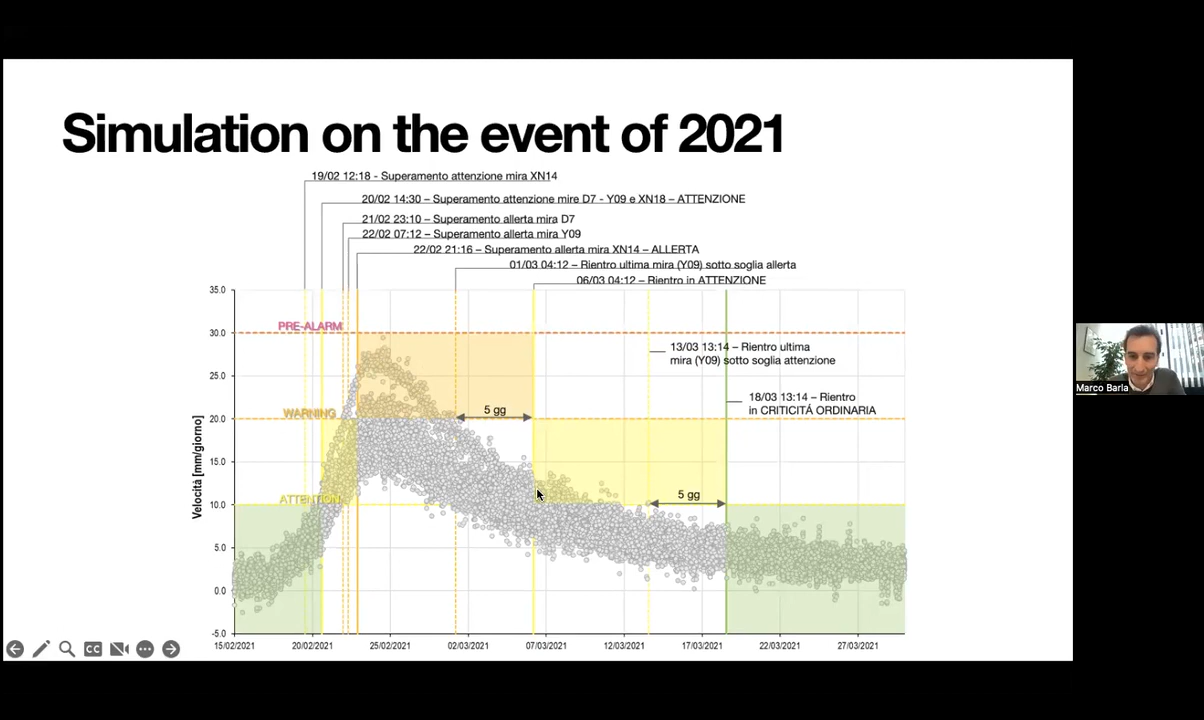 Simulation on the event of 2021
19/02 12:18 - Superamento attenzione mira XN14
20/02 14:30 – Superamento attenzione mire D7 - Y09 e XN18 – ATTENZIONE
21/02 23:10 – Superamento allerta mira D7
22/02 07:12 – Superamento allerta mira Y09
22/02 21:16 – Superamento allerta mira XN14 – ALLERTA
01/03 04:12 – Rientro ultima mira (Y09) sotto soglia allerta
06/03 04:12 – Rientro in ATTENZIONE
35.0
PRE-ALARM
30.0
13/03 13:14 – Rientro ultima
mira (Y09) sotto soglia attenzione
25.0
18/03 13:14 – Rientro
in CRITICITÁ ORDINARIA
WARNING
5 gg
20.0
15.0
ATTENTION
5 gg
10.0
5.0
0.0
-5.0
Velocità [mm/giorno]
15/02/2021 20/02/2021 25/02/2021 02/03/2021 07/03/2021 12/03/2021 17/03/2021 22/03/2021 27/03/2021
CC
Marco Barla